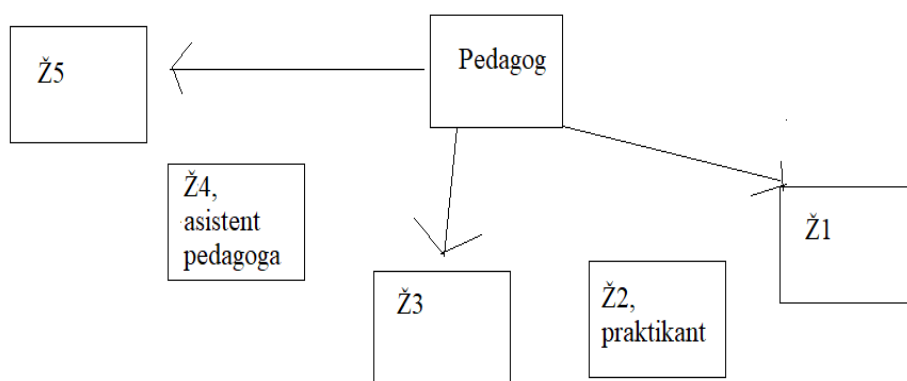 Pedagog
Ž5
Ž4,
asistent
pedagoga
Ž3
Ž2,
praktikant
Ž1